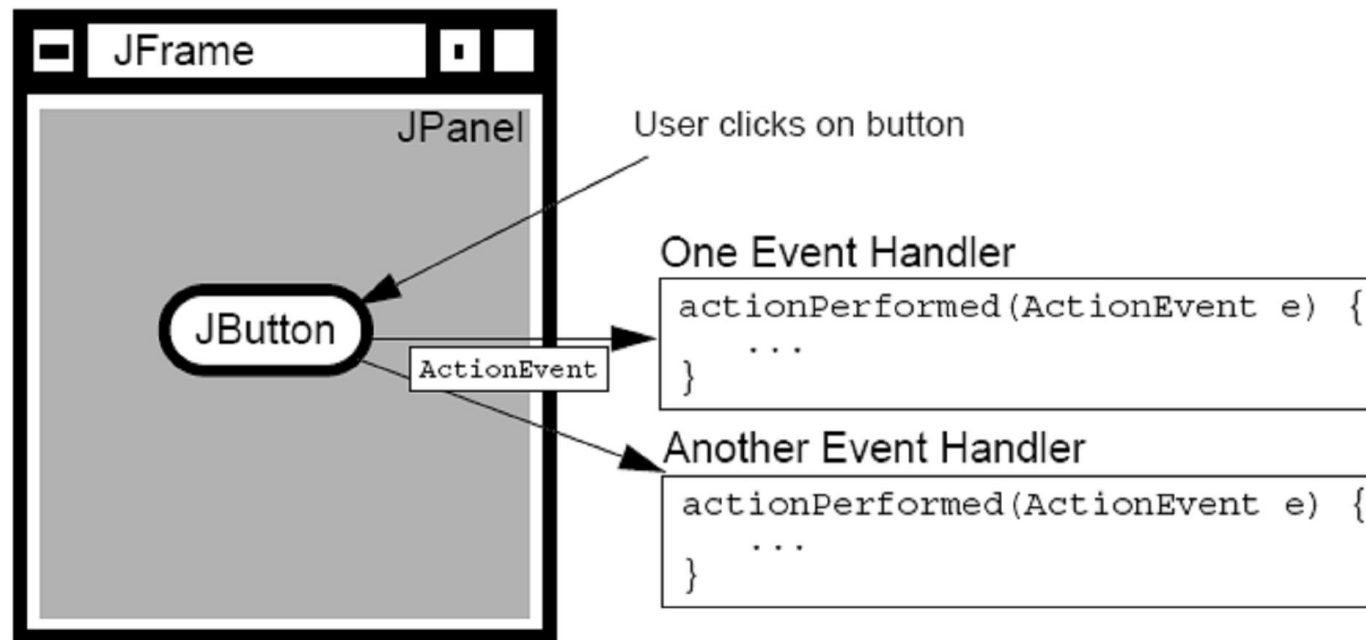 JFrame
JPanel
User clicks on button
One Event Handler
actionPerformed(ActionEvent e) {
...
}
JButton
ActionEvent
Another Event Handler
actionPerformed(ActionEvent e) {
...
}